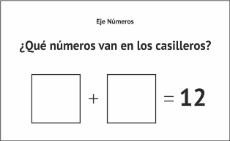 Eje Números
¿Qué números van en los casilleros?
+ = 12